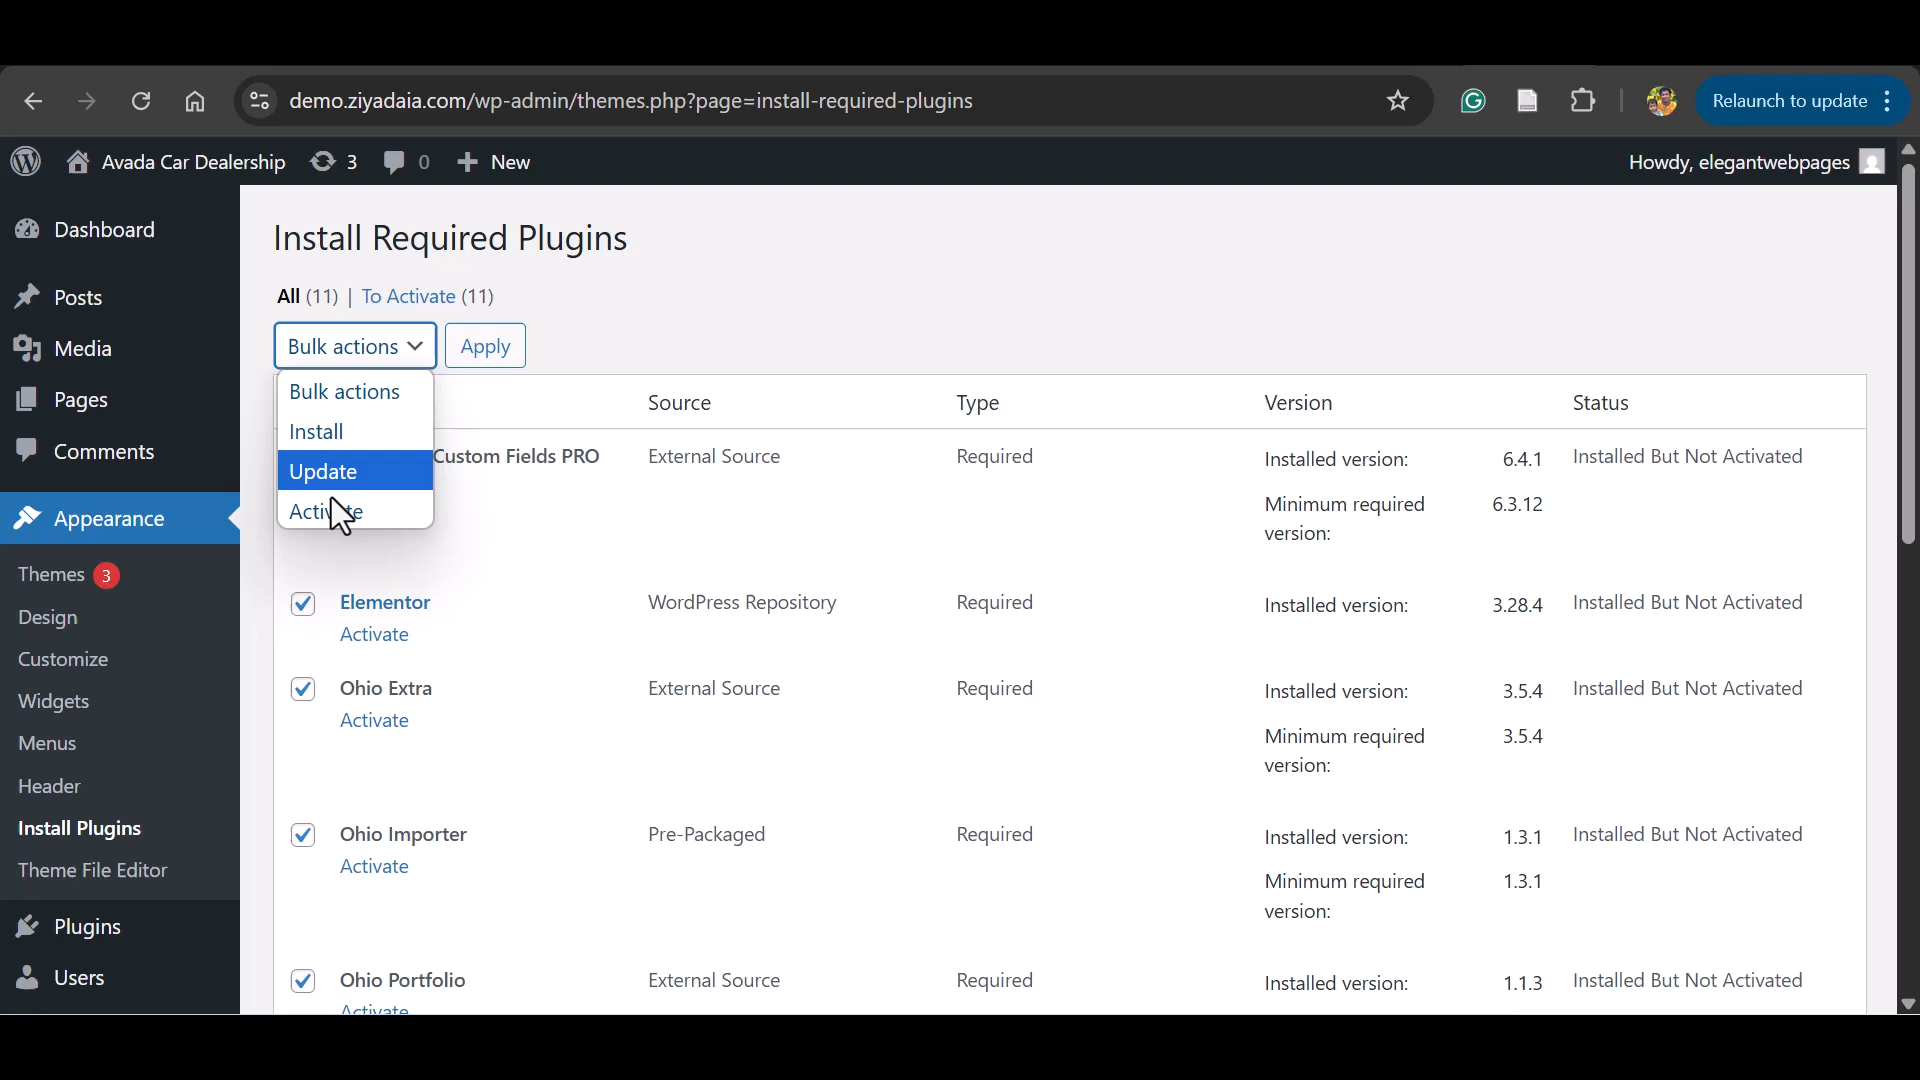 demo.ziyadaia.com/wp-admin/themes.php?page=install-required-plugins
Relaunch to update
Avada Car Dealership
3
0
New
Howdy, elegantwebpages
Dashboard
Posts
Media
Pages
Comments
Appearance
Themes 3
Design
Customize
Widgets
Menus
Header
Install Plugins
Theme File Editor
Plugins
Users
Install Required Plugins
All (11) | To Activate (11)
Bulk actions
Apply
Bulk actions
Install
Update
Activate
Source
Type
Version
Status
Custom Fields PRO
External Source
Required
Installed version: 6.4.1
Installed But Not Activated
Minimum required 6.3.12
version:
Elementor
WordPress Repository
Required
Installed version: 3.28.4
Installed But Not Activated
Activate
Ohio Extra
External Source
Required
Installed version: 3.5.4
Installed But Not Activated
Activate
Minimum required 3.5.4
version:
Ohio Importer
Pre-Packaged
Required
Installed version: 1.3.1
Installed But Not Activated
Activate
Minimum required 1.3.1
version:
Ohio Portfolio
External Source
Required
Installed version: 1.1.3
Installed But Not Activated
Activate